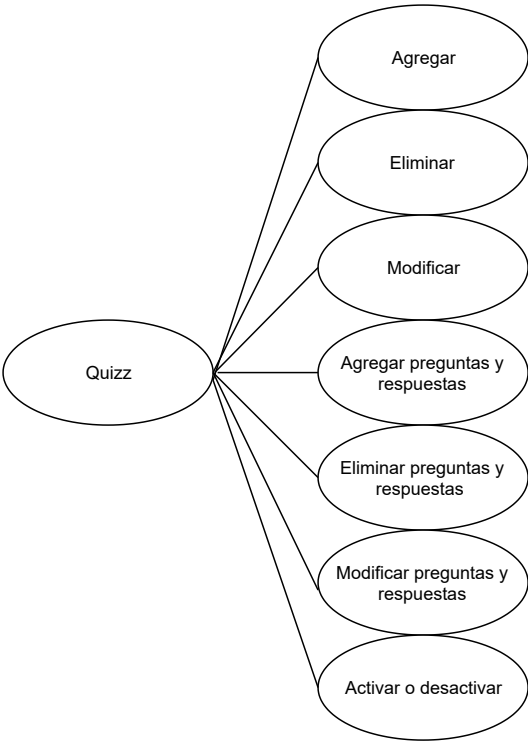 Agregar
Eliminar
Modificar
Quizz
Agregar preguntas y
respuestas
Eliminar preguntas y
respuestas
Modificar preguntas y
respuestas
Activar o desactivar